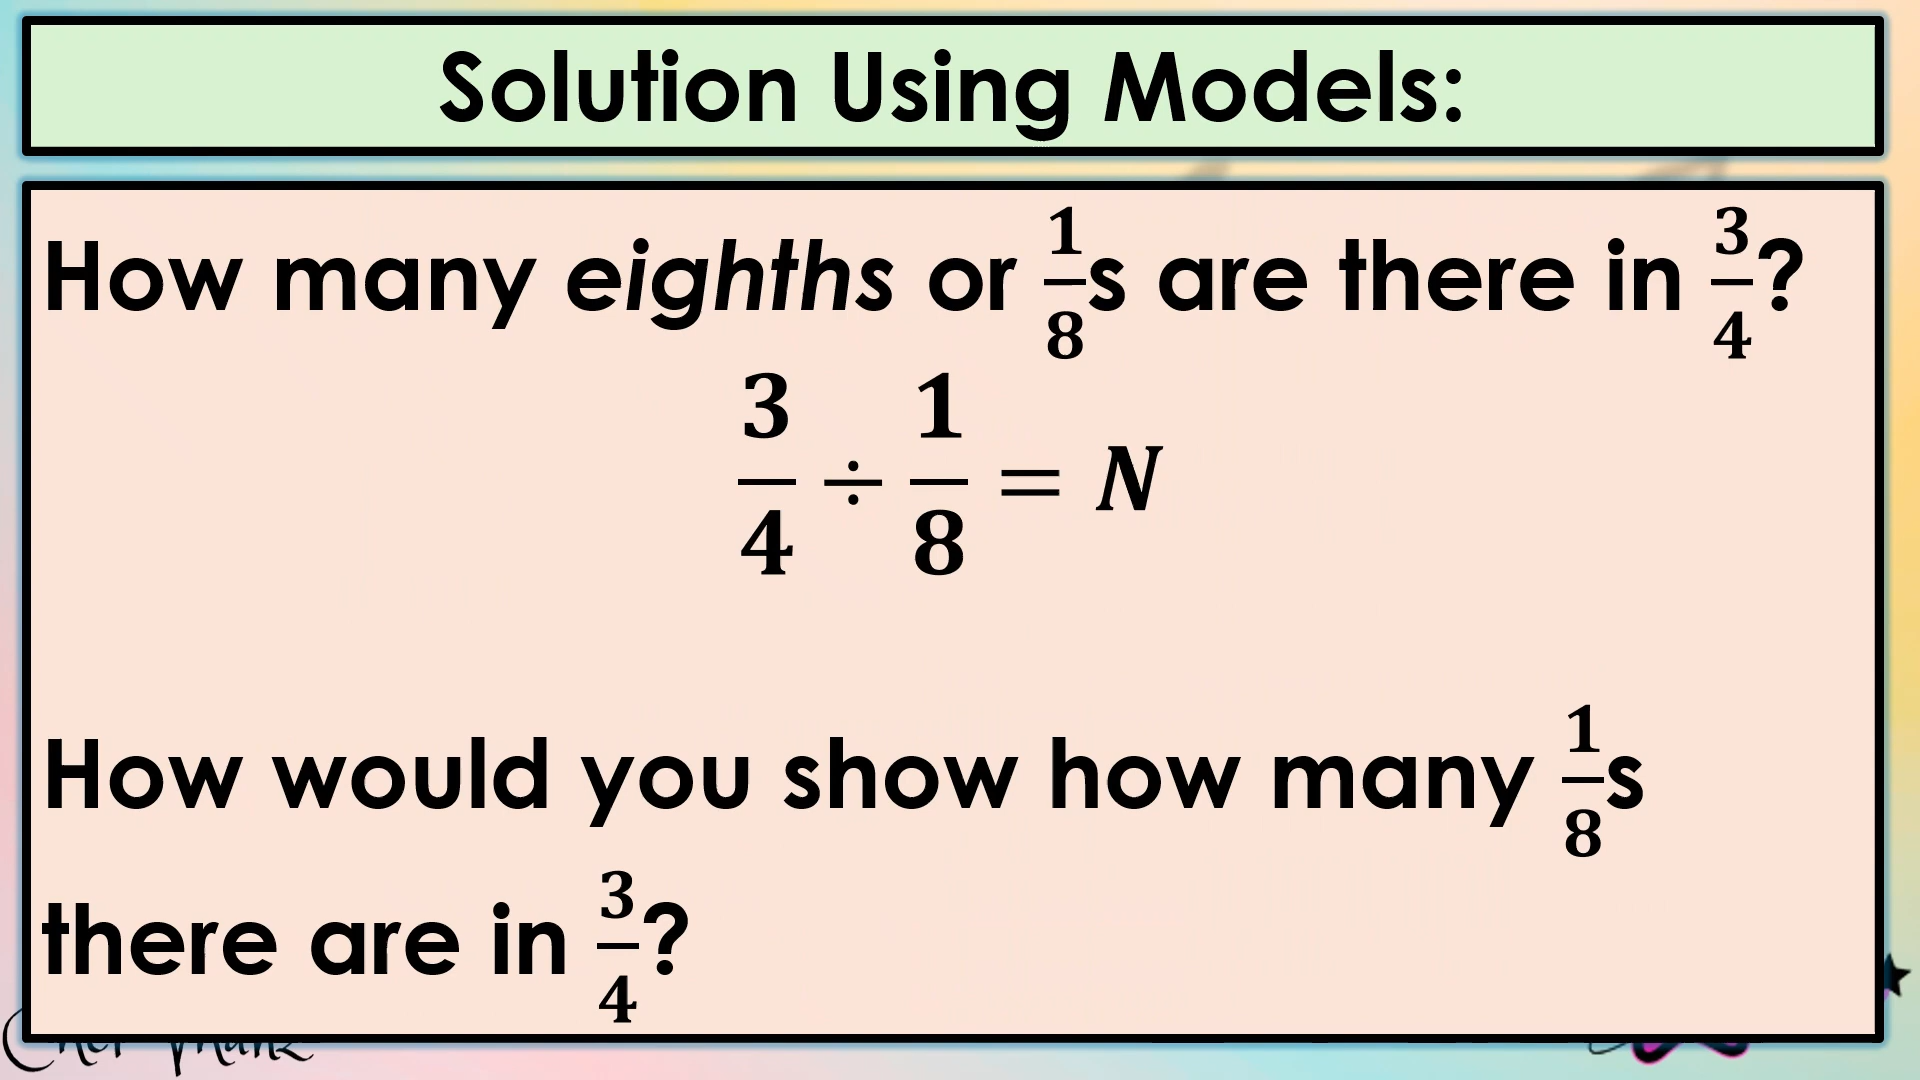 Solution Using Models:
How many eighths or 1/8s are there in 3/4?
3/4 ÷ 1/8 = N
How would you show how many 1/8s
there are in 3/4?